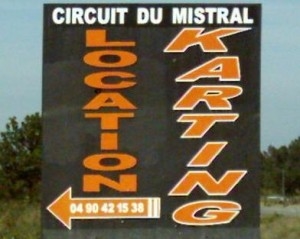 CIRCUIT DU MISTRAL
LOCATION
KARTING
04 90 42 15 38